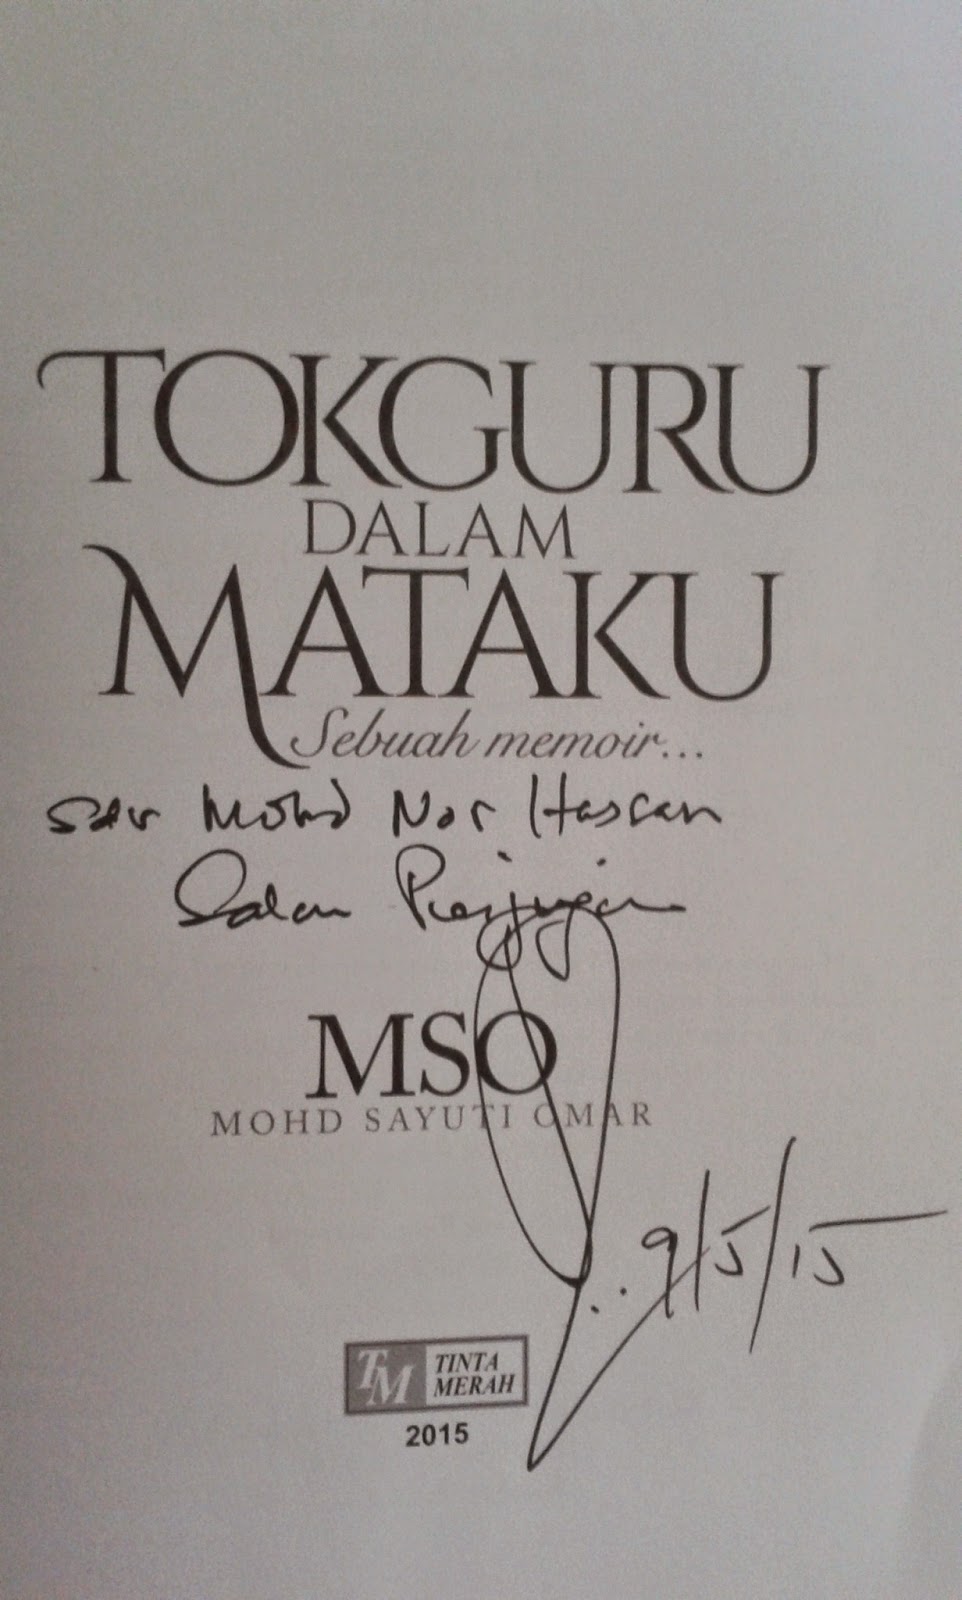 TOKGURU
DALAM
MATAKU
Sebuah memoir...
Sdr Mohd Nor Hassan
Salam Perjuangan
MSO
MOHD SAYUTI OMAR
9/5/15
TM TINTA
MERAH
2015